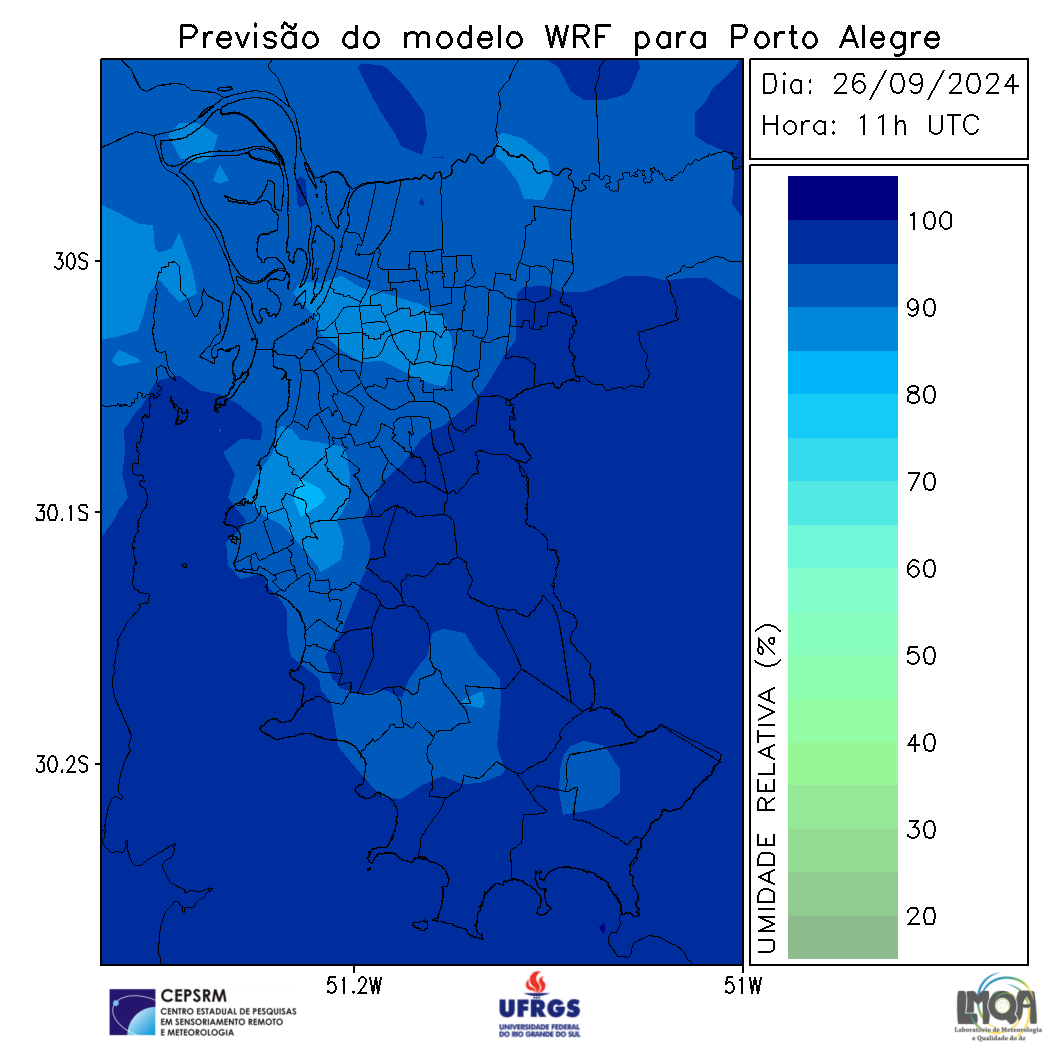 Previsão do modelo WRF para Porto Alegre
Dia: 26/09/2024
Hora: 11h UTC
30S
30.1S
30.2S
51.2W
51W
UMIDADE RELATIVA (%)
100
90
80
70
60
50
40
30
20
CEPSRM
CENTRO ESTADUAL DE PESQUISAS
EM SENSORIAMENTO REMOTO
E METEOROLOGIA
UFRGS
UNIVERSIDADE FEDERAL
DO RIO GRANDE DO SUL
LMQA
Laboratório de Meteorologia
e Qualidade do Ar